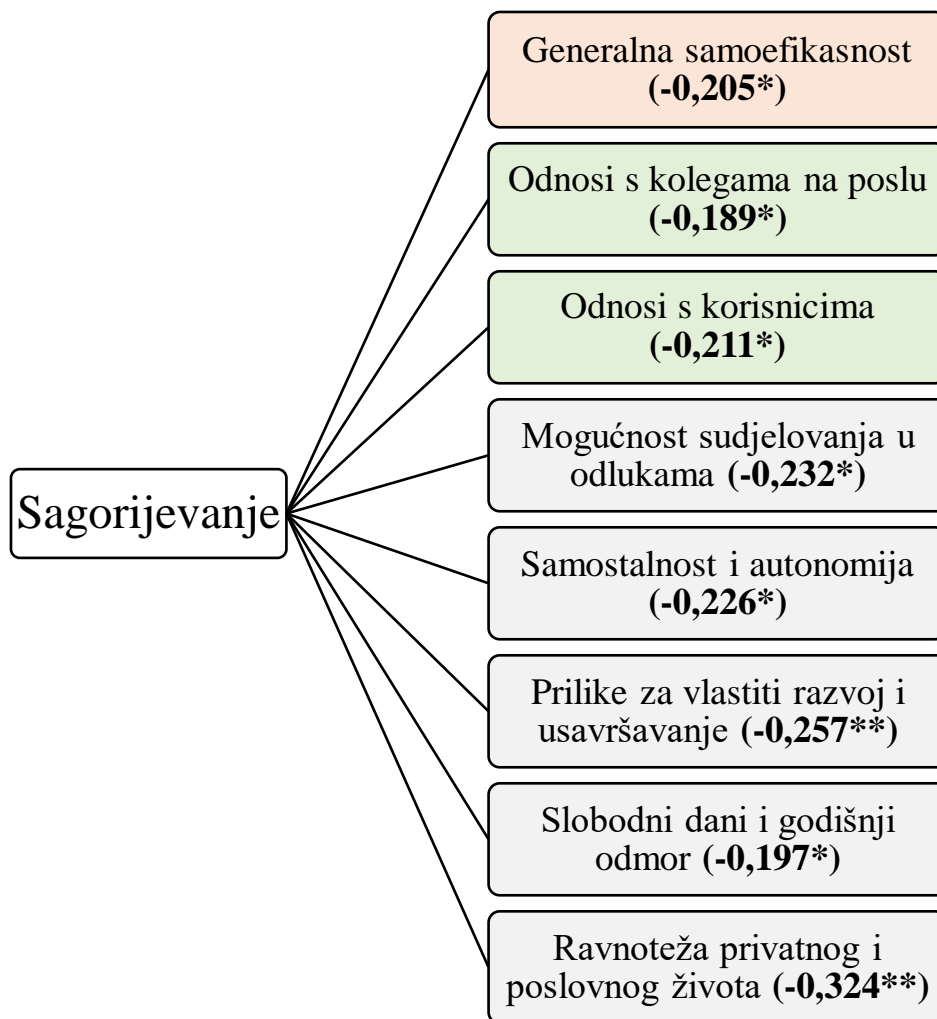 Sagorijevanje
Generalna samoefikasnost
(-0,205*)
Odnosi s kolegama na poslu
(-0,189*)
Odnosi s korisnicima
(-0,211*)
Mogućnost sudjelovanja u
odlukama (-0,232*)
Samostalnost i autonomija
(-0,226*)
Prilike za vlastiti razvoj i
usavršavanje (-0,257**)
Slobodni dani i godišnji
odmor (-0,197*)
Ravnoteža privatnog i
poslovnog života (-0,324**)